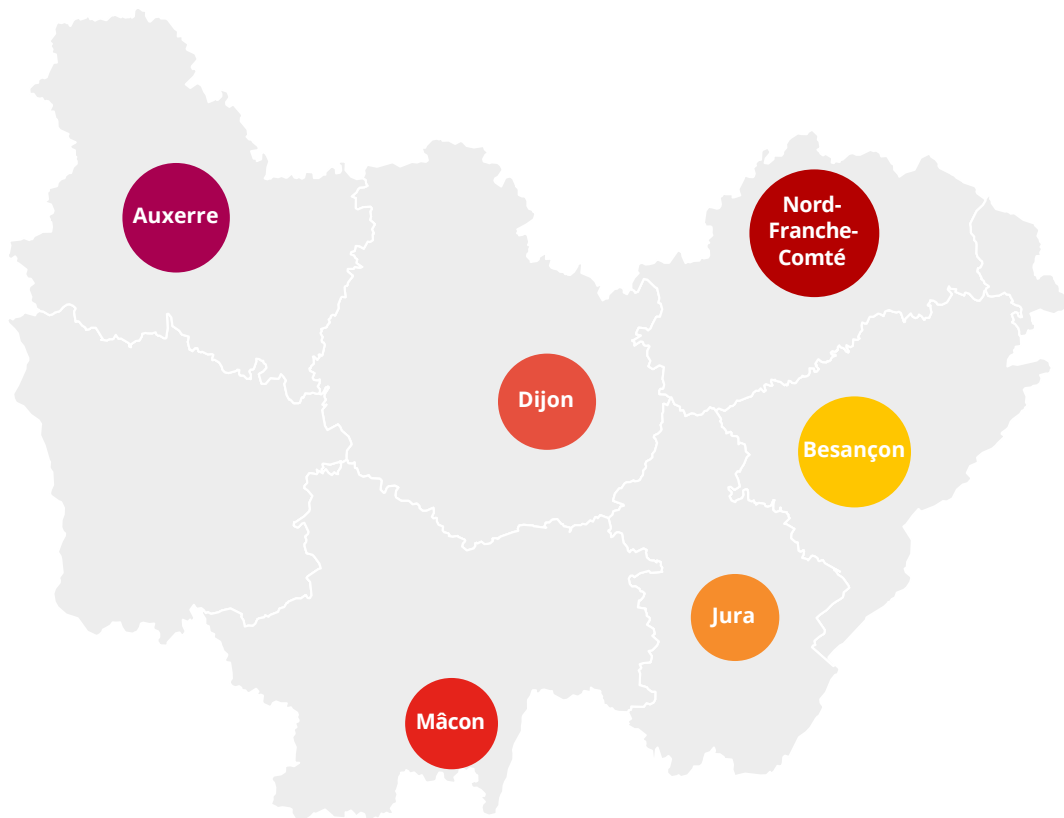 Auxerre
Nord-
Franche-
Comté
Dijon
Besançon
Jura
Mâcon